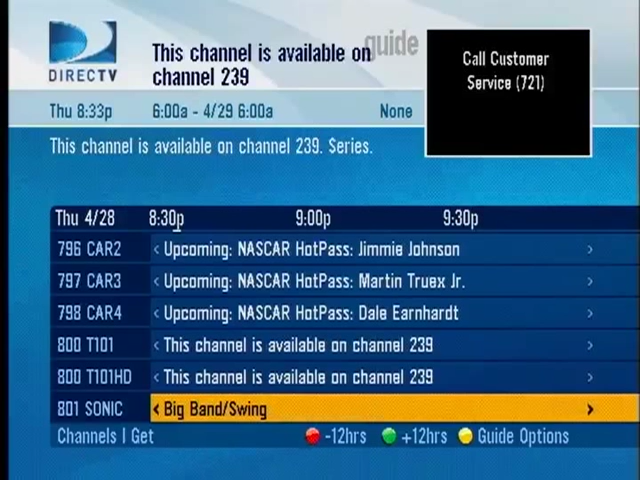 DIRECTV
This channel is available on
channel 239
guide
Call Customer
Service (721)
Thu 8:33p 6:00a - 4/29 6:00a None
This channel is available on channel 239. Series.
Thu 4/28 8:30p 9:00p 9:30p
796 CAR2 < Upcoming: NASCAR HotPass: Jimmie Johnson >
797 CAR3 < Upcoming: NASCAR HotPass: Martin Truex Jr. >
798 CAR4 < Upcoming: NASCAR HotPass: Dale Earnhardt >
800 T101 < This channel is available on channel 239 >
800 T101HD < This channel is available on channel 239 >
801 SONIC < Big Band/Swing >
Channels I Get -12hrs +12hrs Guide Options